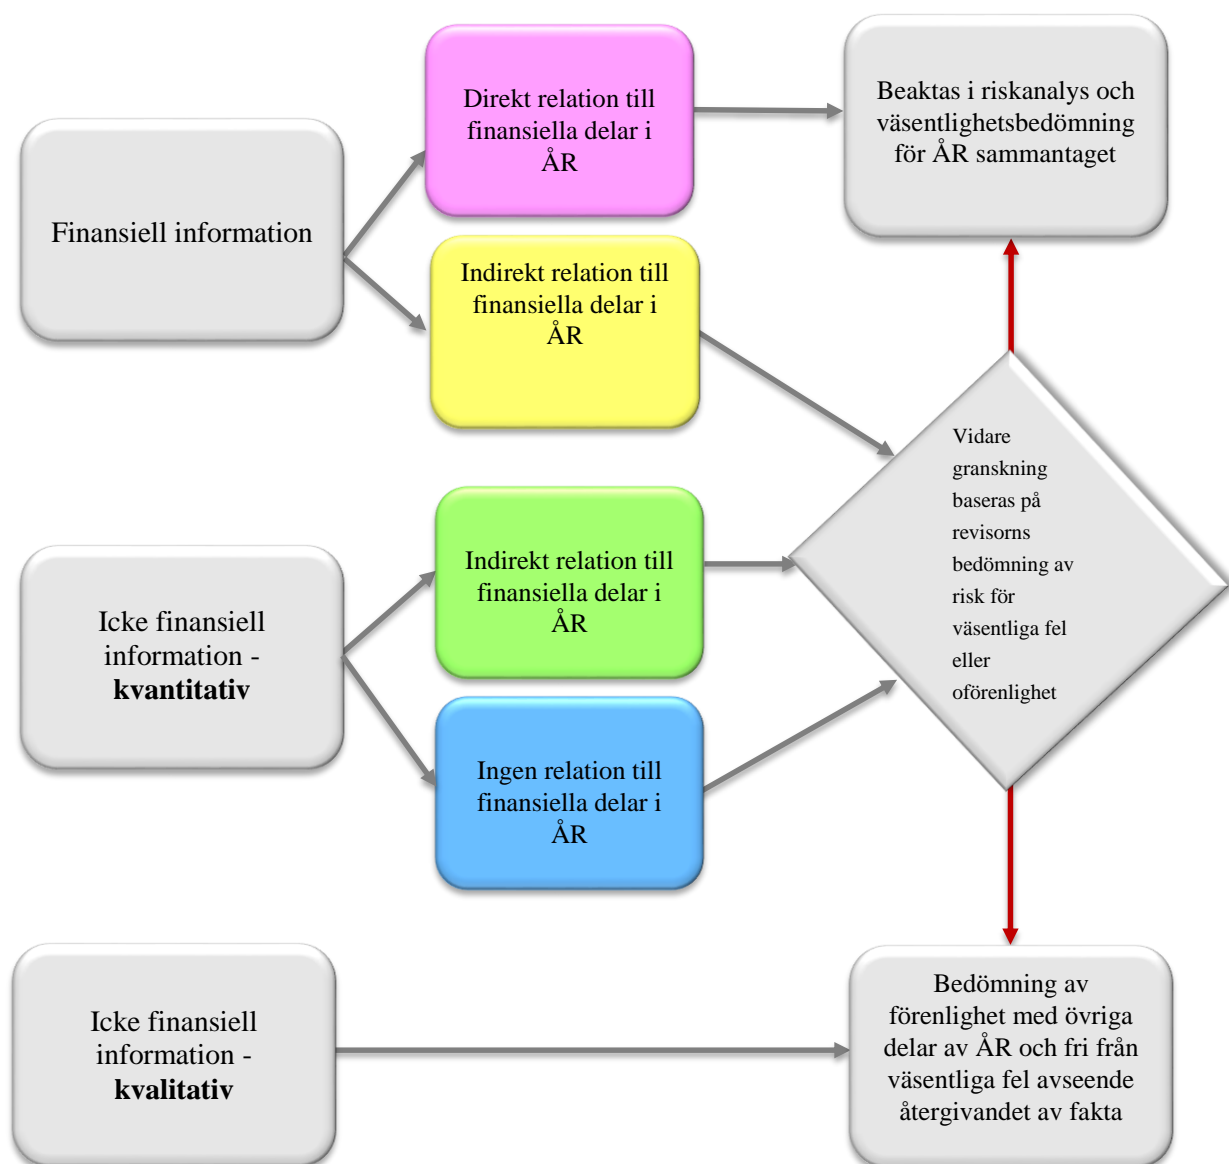 Finansiell information
Direkt relation till
finansiella delar i
ÅR
Beaktas i riskanalys och
väsentlighetsbedömning
för ÅR sammantaget
Indirekt relation till
finansiella delar i
ÅR
Icke finansiell
information -
kvantitativ
Indirekt relation till
finansiella delar i
ÅR
Ingen relation till
finansiella delar i
ÅR
Vidare
granskning
baseras på
revisorns
bedömning av
risk för
väsentliga fel
eller
oförenlighet
Icke finansiell
information -
kvalitativ
Bedömning av
förenlighet med övriga
delar av ÅR och fri från
väsentliga fel avseende
återgivandet av fakta